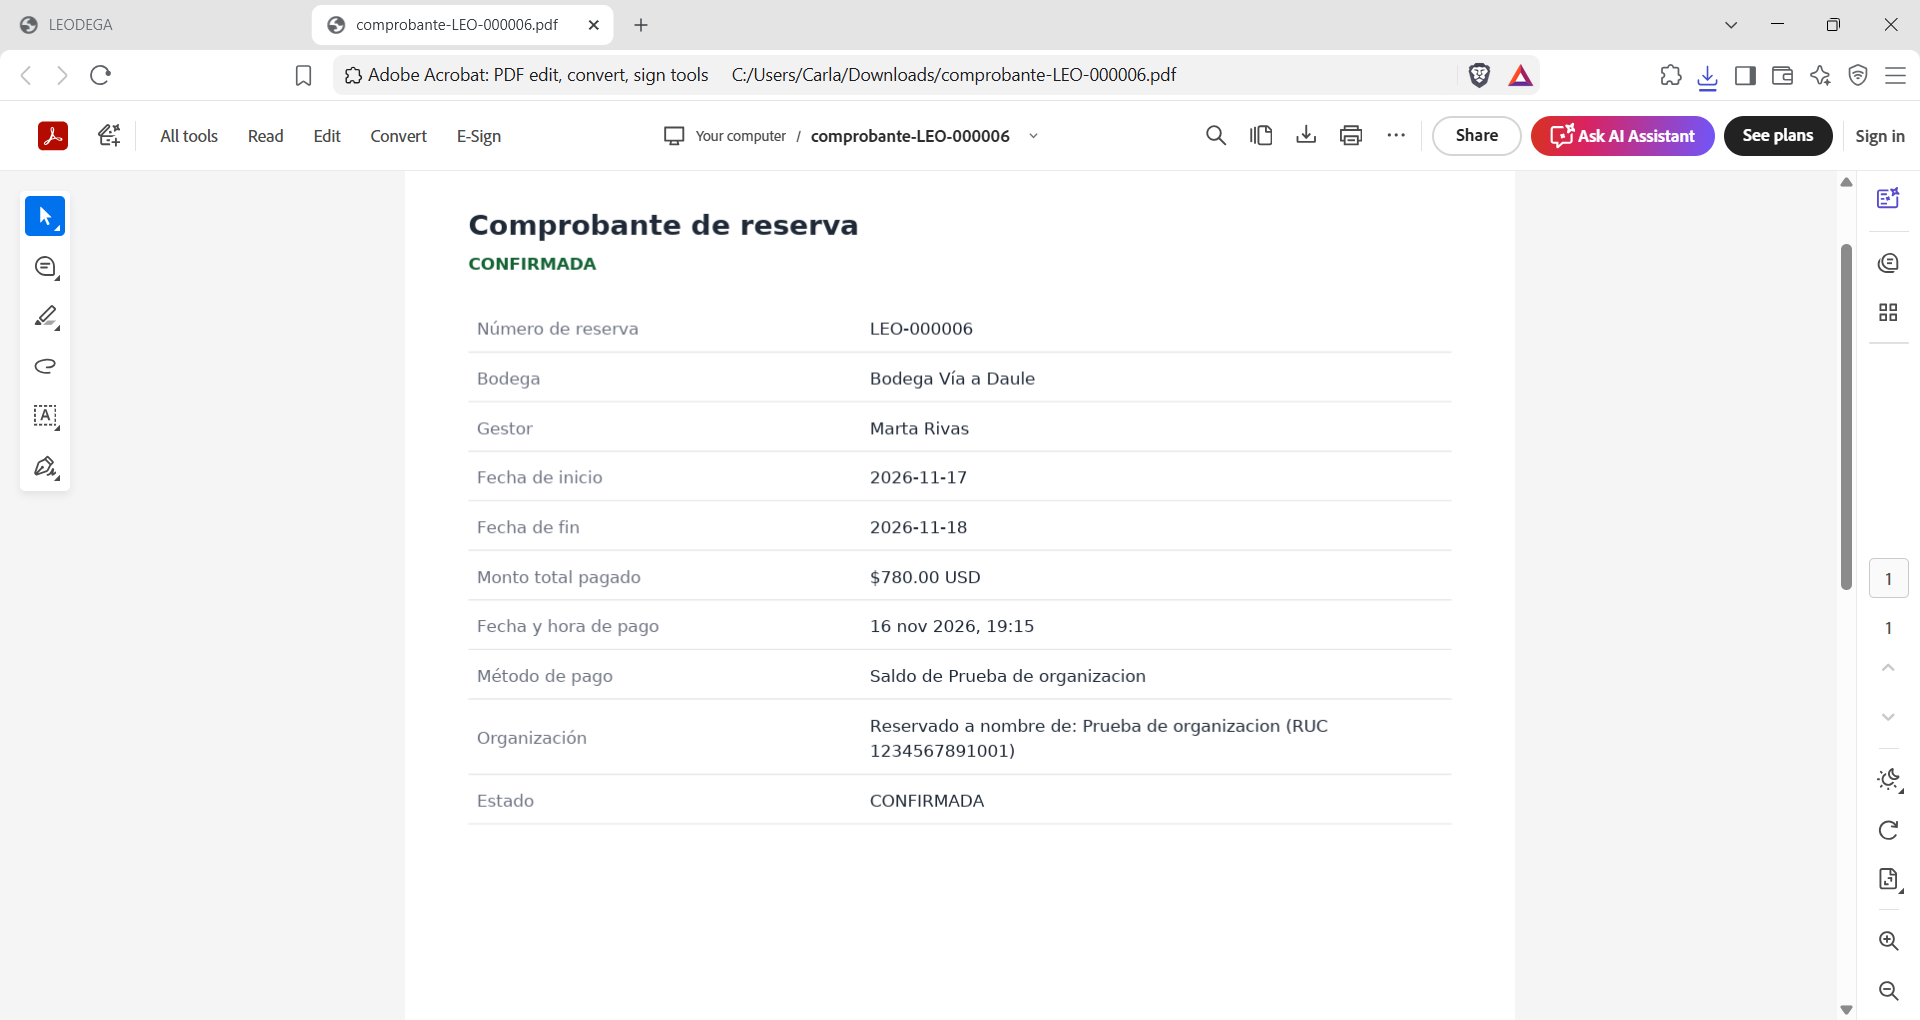 LEODEGA
comprobante-LEO-000006.pdf
Adobe Acrobat: PDF edit, convert, sign tools C:/Users/Carla/Downloads/comprobante-LEO-000006.pdf
All tools Read Edit Convert E-Sign
Your computer / comprobante-LEO-000006
Share
Ask AI Assistant
See plans
Sign in
Comprobante de reserva
CONFIRMADA
Número de reserva LEO-000006
Bodega Bodega Vía a Daule
Gestor Marta Rivas
Fecha de inicio 2026-11-17
Fecha de fin 2026-11-18
Monto total pagado $780.00 USD
Fecha y hora de pago 16 nov 2026, 19:15
Método de pago Saldo de Prueba de organizacion
Organización Reservado a nombre de: Prueba de organizacion (RUC
1234567891001)
Estado CONFIRMADA
1
1